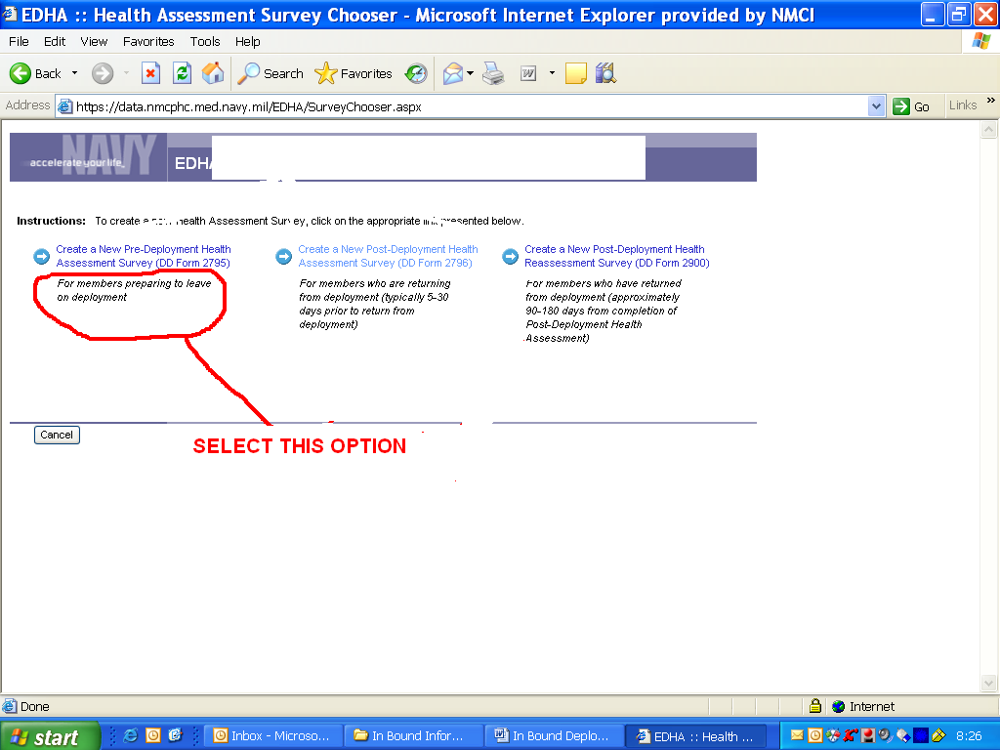 EDHA :: Health Assessment Survey Chooser - Microsoft Internet Explorer provided by NMCI
File Edit View Favorites Tools Help
Back Search Favorites
Address https://data.nmcphc.med.navy.mil/EDHA/SurveyChooser.aspx Go Links »
NAVY
accelerate your life
EDHA
Instructions: To create a new Health Assessment Survey, click on the appropriate link presented below.
Create a New Pre-Deployment Health
Assessment Survey (DD Form 2795)
For members preparing to leave
on deployment
Create a New Post-Deployment Health
Assessment Survey (DD Form 2796)
For members who are returning
from deployment (typically 5-30
days prior to return from
deployment)
Create a New Post-Deployment Health
Reassessment Survey (DD Form 2900)
For members who have returned
from deployment (approximately
90-180 days from completion of
Post-Deployment Health
Assessment)
Cancel
SELECT THIS OPTION
Done Internet
start Inbox - Microso... In Bound Infor... In Bound Deplo... EDHA :: Health ... 8:26